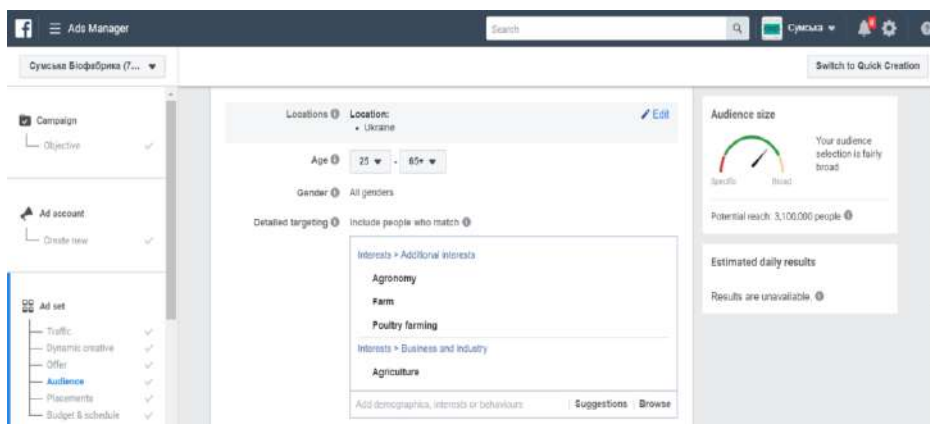 Ads Manager
Search
Сумська
Сумська Біофабрика (7...
Switch to Quick Creation
Campaign
Objective
Ad account
Create new
Ad set
Traffic
Dynamic creative
Offer
Audience
Placements
Budget & schedule
Locations
Location:
• Ukraine
Edit
Age
25 - 65+
Gender
All genders
Detailed targeting
Include people who match
Interests > Additional interests
Agronomy
Farm
Poultry farming
Interests > Business and industry
Agriculture
Add demographics, interests or behaviours
Suggestions
Browse
Audience size
Your audience
selection is fairly
broad.
Specific
Broad
Potential reach: 3,100,000 people
Estimated daily results
Results are unavailable.